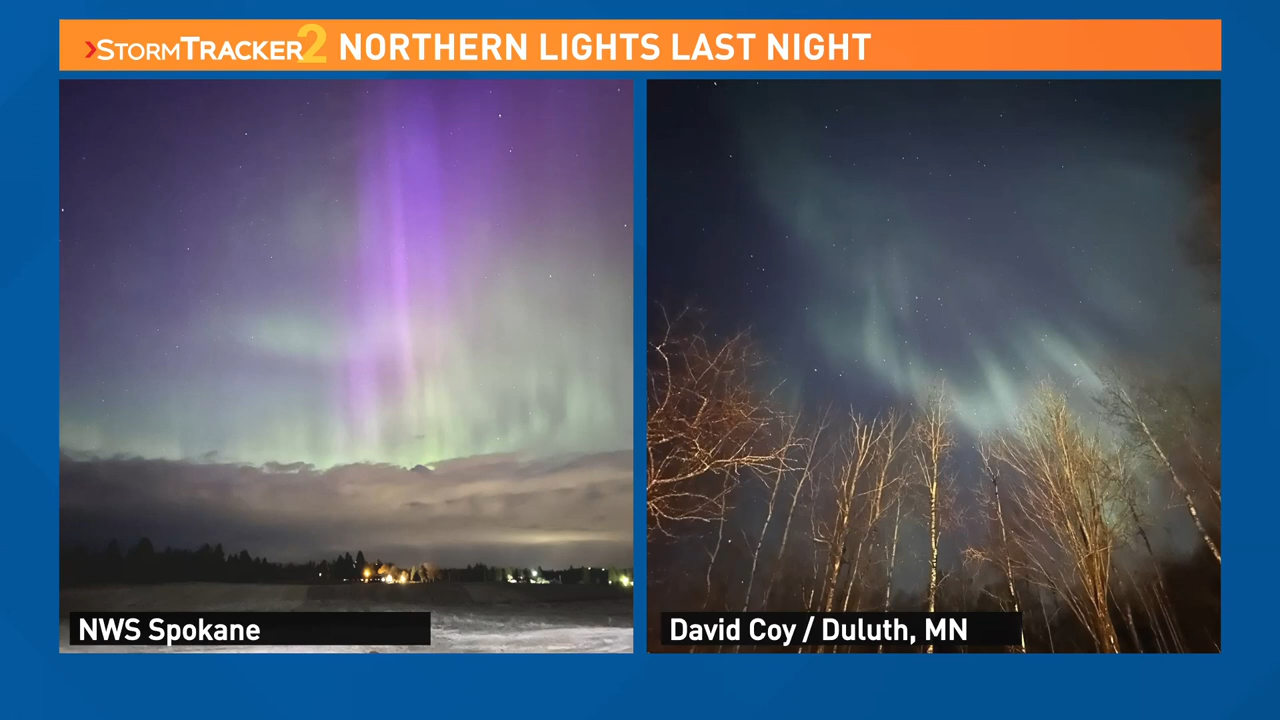 STORMTRACKER2 NORTHERN LIGHTS LAST NIGHT
NWS Spokane
David Coy / Duluth, MN